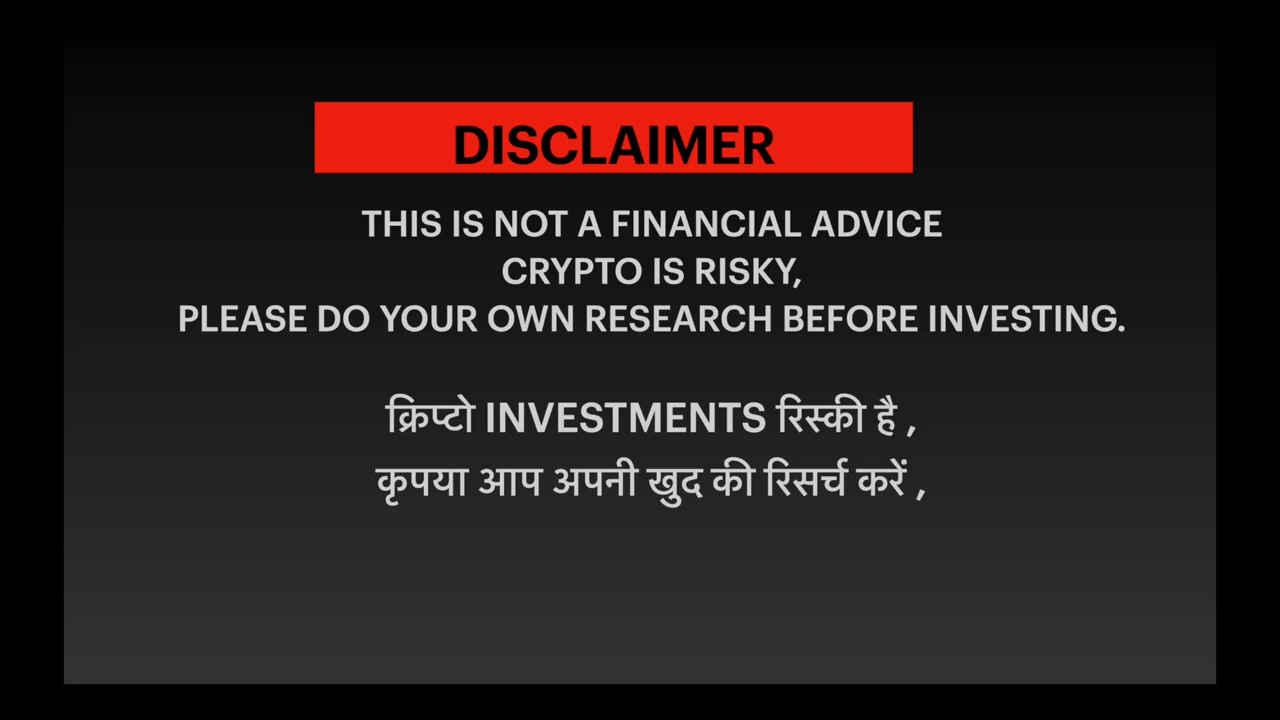 DISCLAIMER
THIS IS NOT A FINANCIAL ADVICE
CRYPTO IS RISKY,
PLEASE DO YOUR OWN RESEARCH BEFORE INVESTING.
क्रिप्टो INVESTMENTS रिस्की है ,
कृपया आप अपनी खुद की रिसर्च करें ,